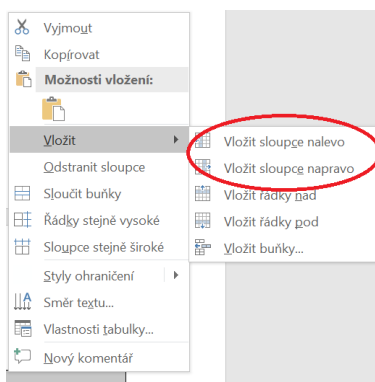 Vyjmout
Kopírovat
Možnosti vložení:
Vložit
Odstranit sloupce
Sloučit buňky
Řádky stejně vysoké
Sloupce stejně široké
Styly ohraničení
Směr textu...
Vlastnosti tabulky...
Nový komentář
Vložit sloupce nalevo
Vložit sloupce napravo
Vložit řádky nad
Vložit řádky pod
Vložit buňky...